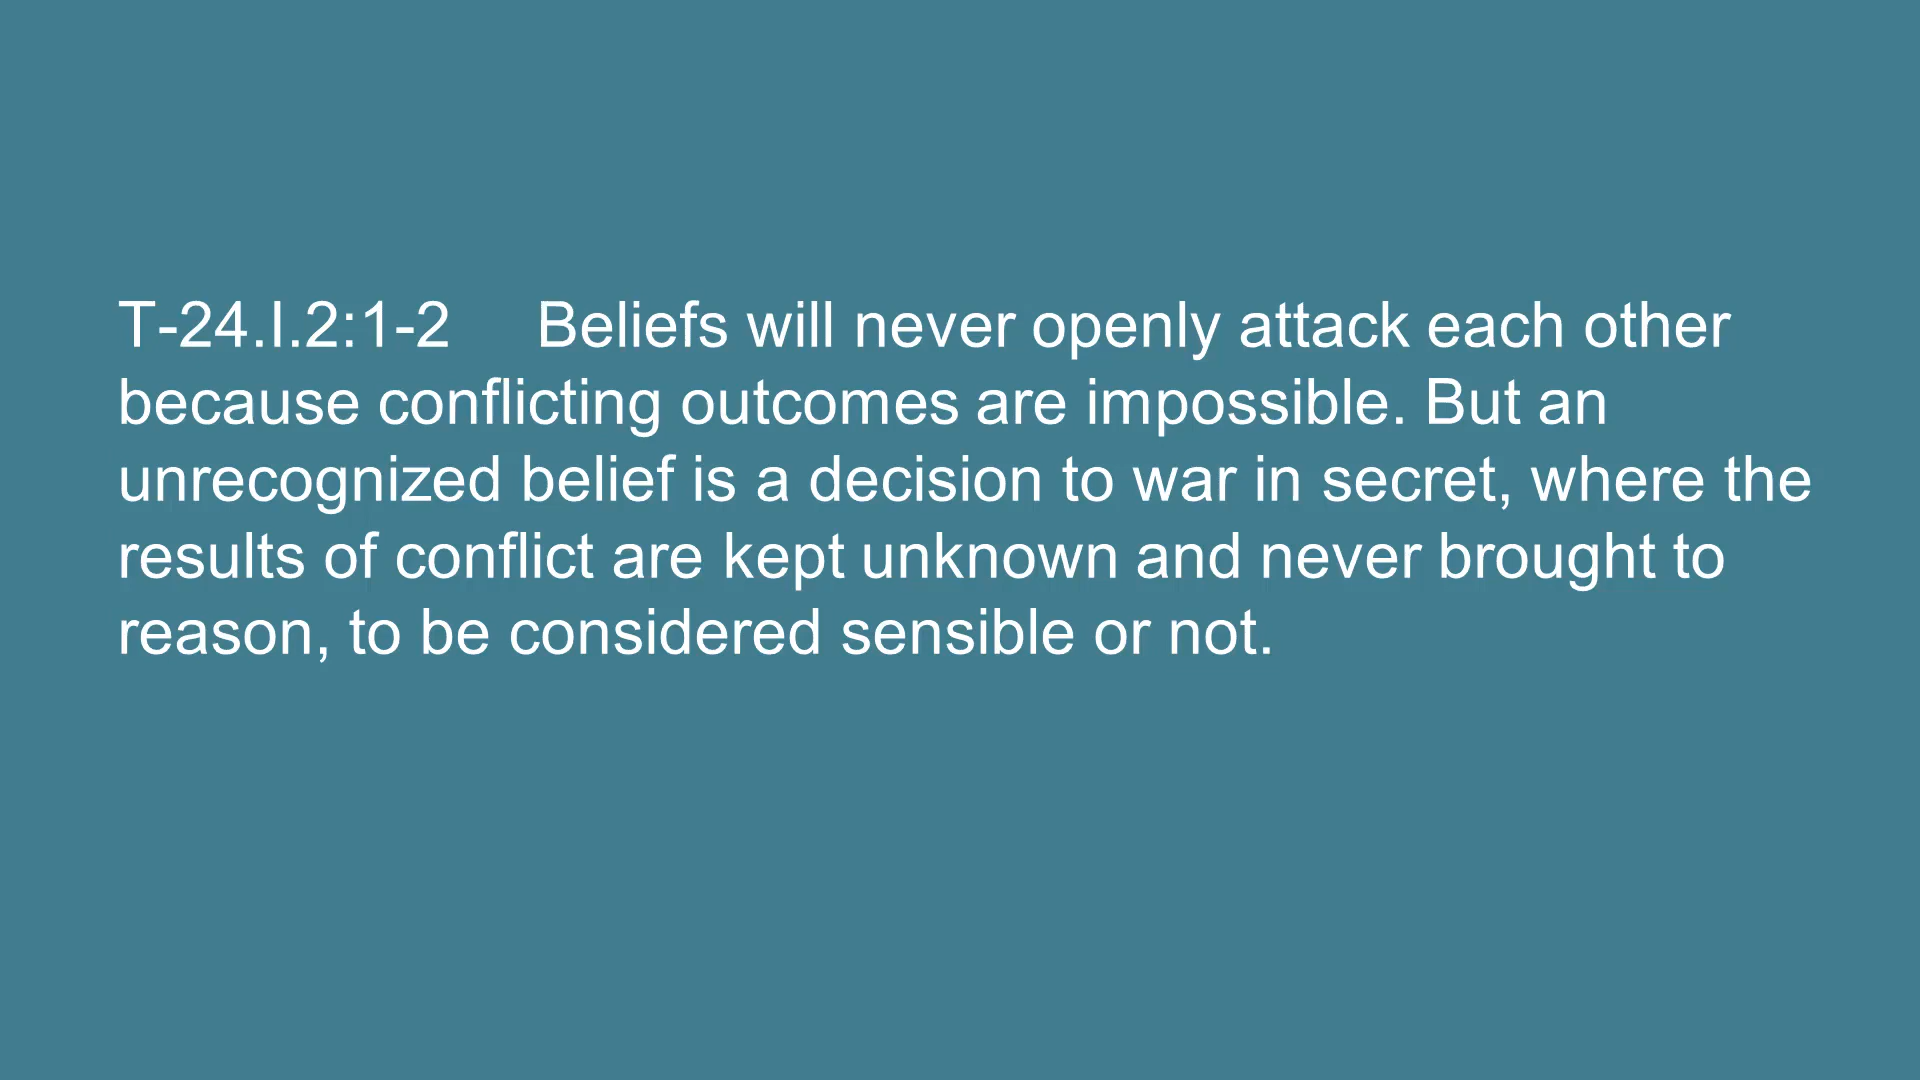 T-24.I.2:1-2 Beliefs will never openly attack each other
because conflicting outcomes are impossible. But an
unrecognized belief is a decision to war in secret, where the
results of conflict are kept unknown and never brought to
reason, to be considered sensible or not.